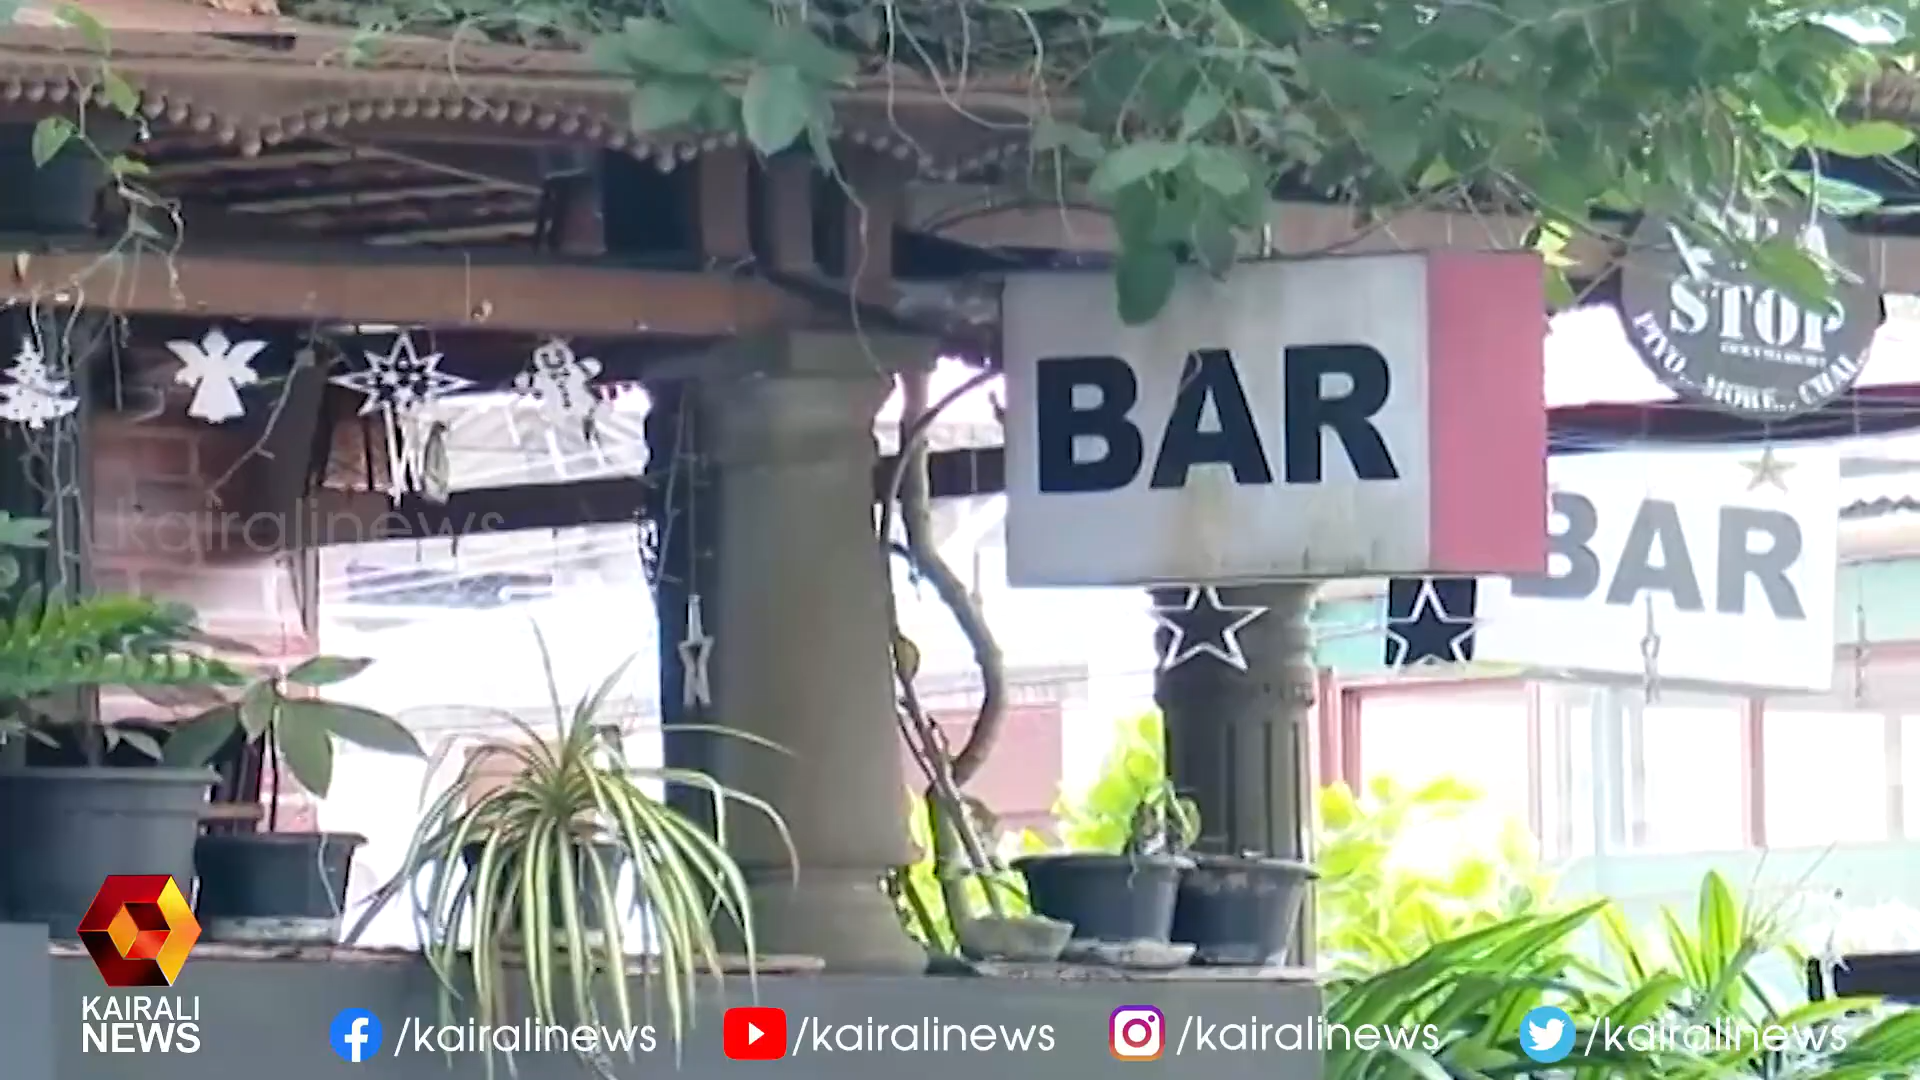 STOP
BAR
BAR
kairalinews
KAIRALI
NEWS
/kairalinews
/kairalinews
/kairalinews
/kairalinews